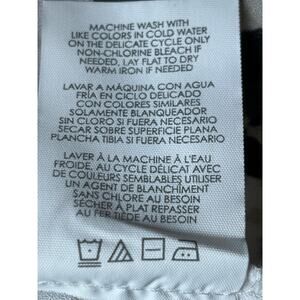 MACHINE WASH WITH
LIKE COLORS IN COLD WATER
ON THE DELICATE CYCLE ONLY
NON-CHLORINE BLEACH IF
NEEDED, LAY FLAT TO DRY
WARM IRON IF NEEDED
LAVAR A MÁQUINA CON AGUA
FRÍA EN CICLO DELICADO
CON COLORES SIMILARES
SOLAMENTE BLANQUEADOR
SIN CLORO SI FUERA NECESARIO
SECAR SOBRE SUPERFICIE PLANA
PLANCHA TIBIA SI FUERA NECESARIO
LAVER À LA MACHINE À L'EAU
FROIDE, AU CYCLE DÉLICAT AVEC
DE COULEURS SEMBLABLES UTILISER
UN AGENT DE BLANCHIMENT
SANS CHLORE AU BESOIN
SÉCHER À PLAT REPASSER
AU FER TIÈDE AU BESOIN